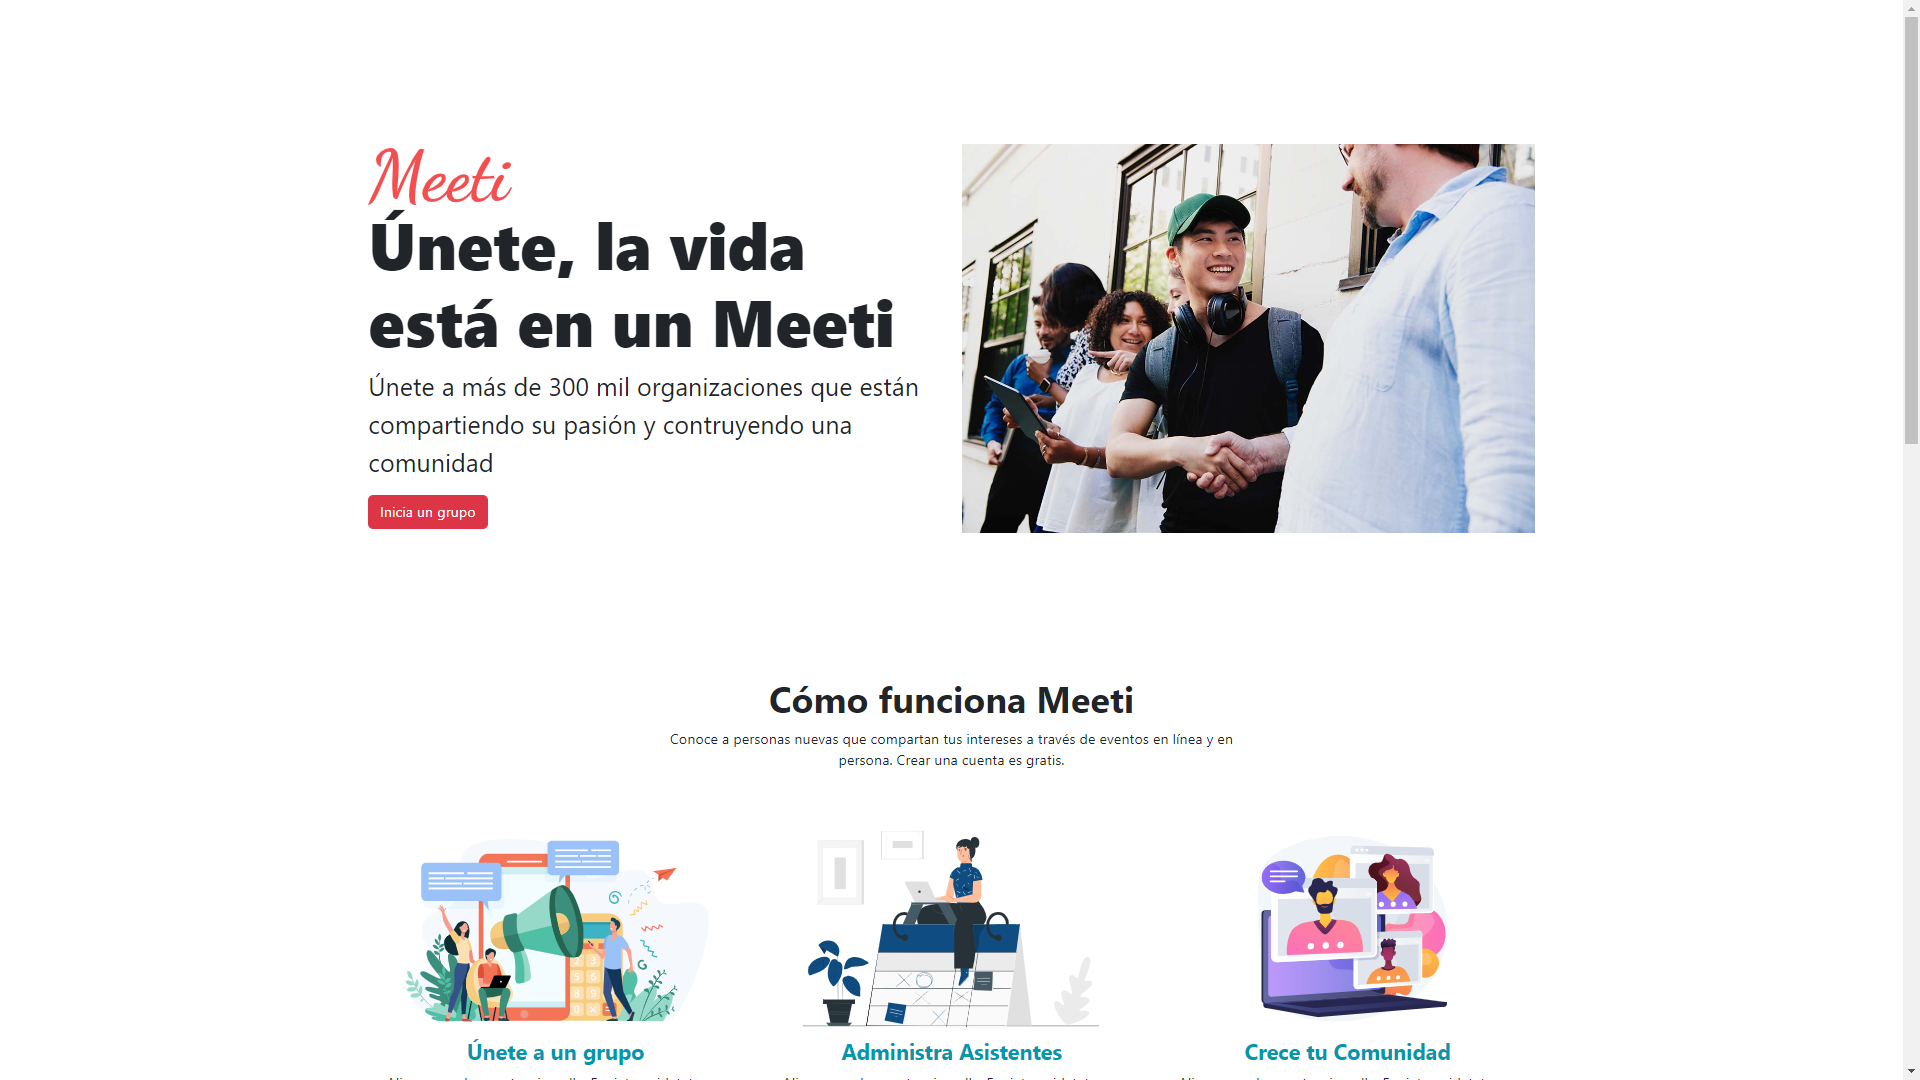 Meeti
Únete, la vida
está en un Meeti
Únete a más de 300 mil organizaciones que están
compartiendo su pasión y contruyendo una
comunidad
Inicia un grupo
Cómo funciona Meeti
Conoce a personas nuevas que compartan tus intereses a través de eventos en línea y en
persona. Crear una cuenta es gratis.
Únete a un grupo
Administra Asistentes
Crece tu Comunidad